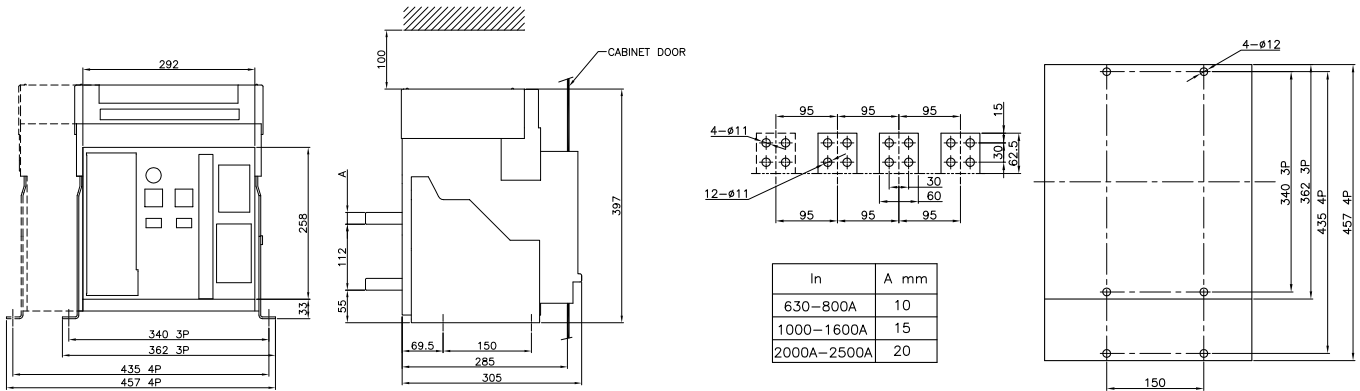 292
258
33
340 3P
362 3P
435 4P
457 4P
100
CABINET DOOR
A
112
55
397
69.5
150
285
305
95
95
95
15
4-ø11
30
62.5
12-ø11
30
60
95
95
95
In A mm
630-800A 10
1000-1600A 15
2000A-2500A 20
4-ø12
340 3P
362 3P
435 4P
457 4P
150